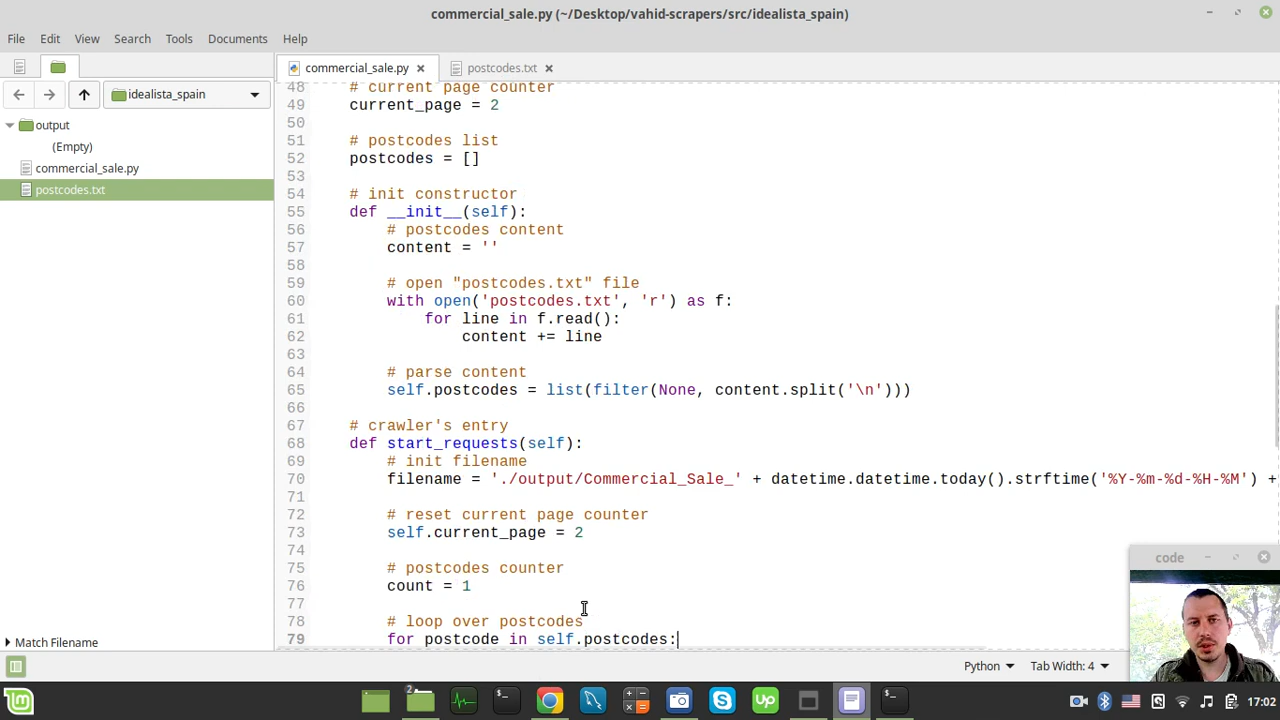 commercial_sale.py (~/Desktop/vahid-scrapers/src/idealista_spain)
File Edit View Search Tools Documents Help
commercial_sale.py postcodes.txt
idealista_spain
output
(Empty)
commercial_sale.py
postcodes.txt
48 # current page counter
49 current_page = 2
50
51 # postcodes list
52 postcodes = []
53
54 # init constructor
55 def __init__(self):
56 # postcodes content
57 content = ''
58
59 # open "postcodes.txt" file
60 with open('postcodes.txt', 'r') as f:
61 for line in f.read():
62 content += line
63
64 # parse content
65 self.postcodes = list(filter(None, content.split('\n')))
66
67 # crawler's entry
68 def start_requests(self):
69 # init filename
70 filename = './output/Commercial_Sale_' + datetime.datetime.today().strftime('%Y-%m-%d-%H-%M') +
71
72 # reset current page counter
73 self.current_page = 2
74
75 # postcodes counter
76 count = 1
77
78 # loop over postcodes
79 for postcode in self.postcodes:
code
Match Filename
Python Tab Width: 4
2
Up
17:02